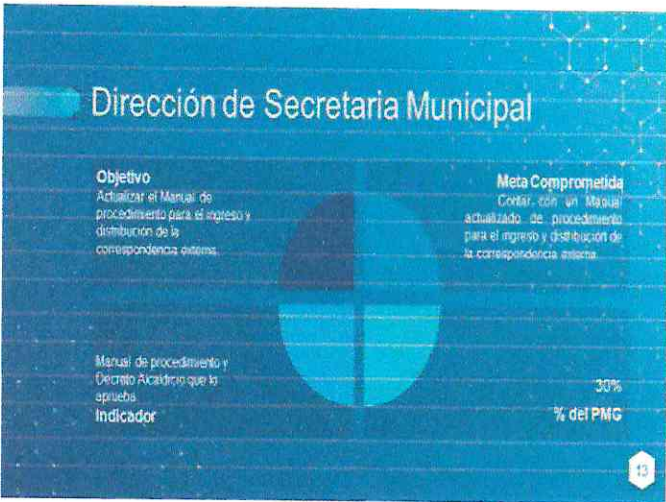 Dirección de Secretaria Municipal
Objetivo
Actualizar el Manual de
procedimiento para el ingreso y
distribución de la
correspondencia externa.
Meta Comprometida
Contar con un Manual
actualizado de procedimiento
para el ingreso y distribución de
la correspondencia externa.
Manual de procedimiento y
Decreto Alcaldicio que lo
aprueba.
Indicador
30%
% del PMG
13